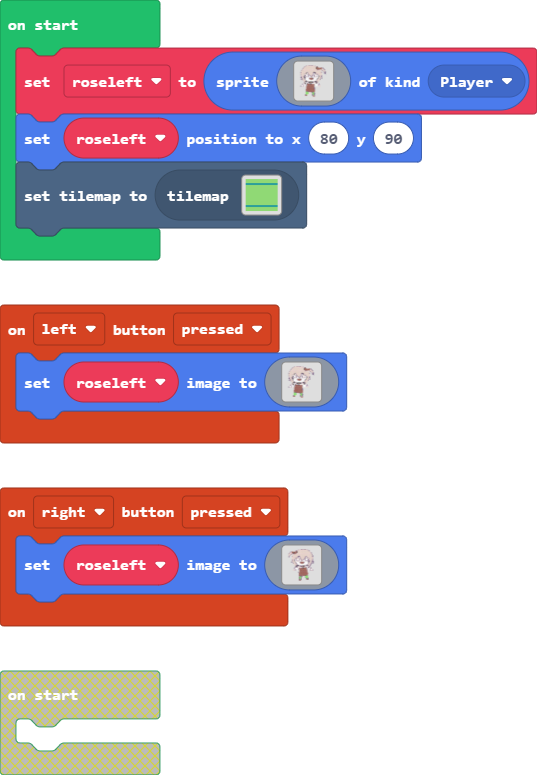 on start
set roseleft to sprite of kind Player
set roseleft position to x 80 y 90
set tilemap to tilemap
on left button pressed
set roseleft image to
on right button pressed
set roseleft image to
on start